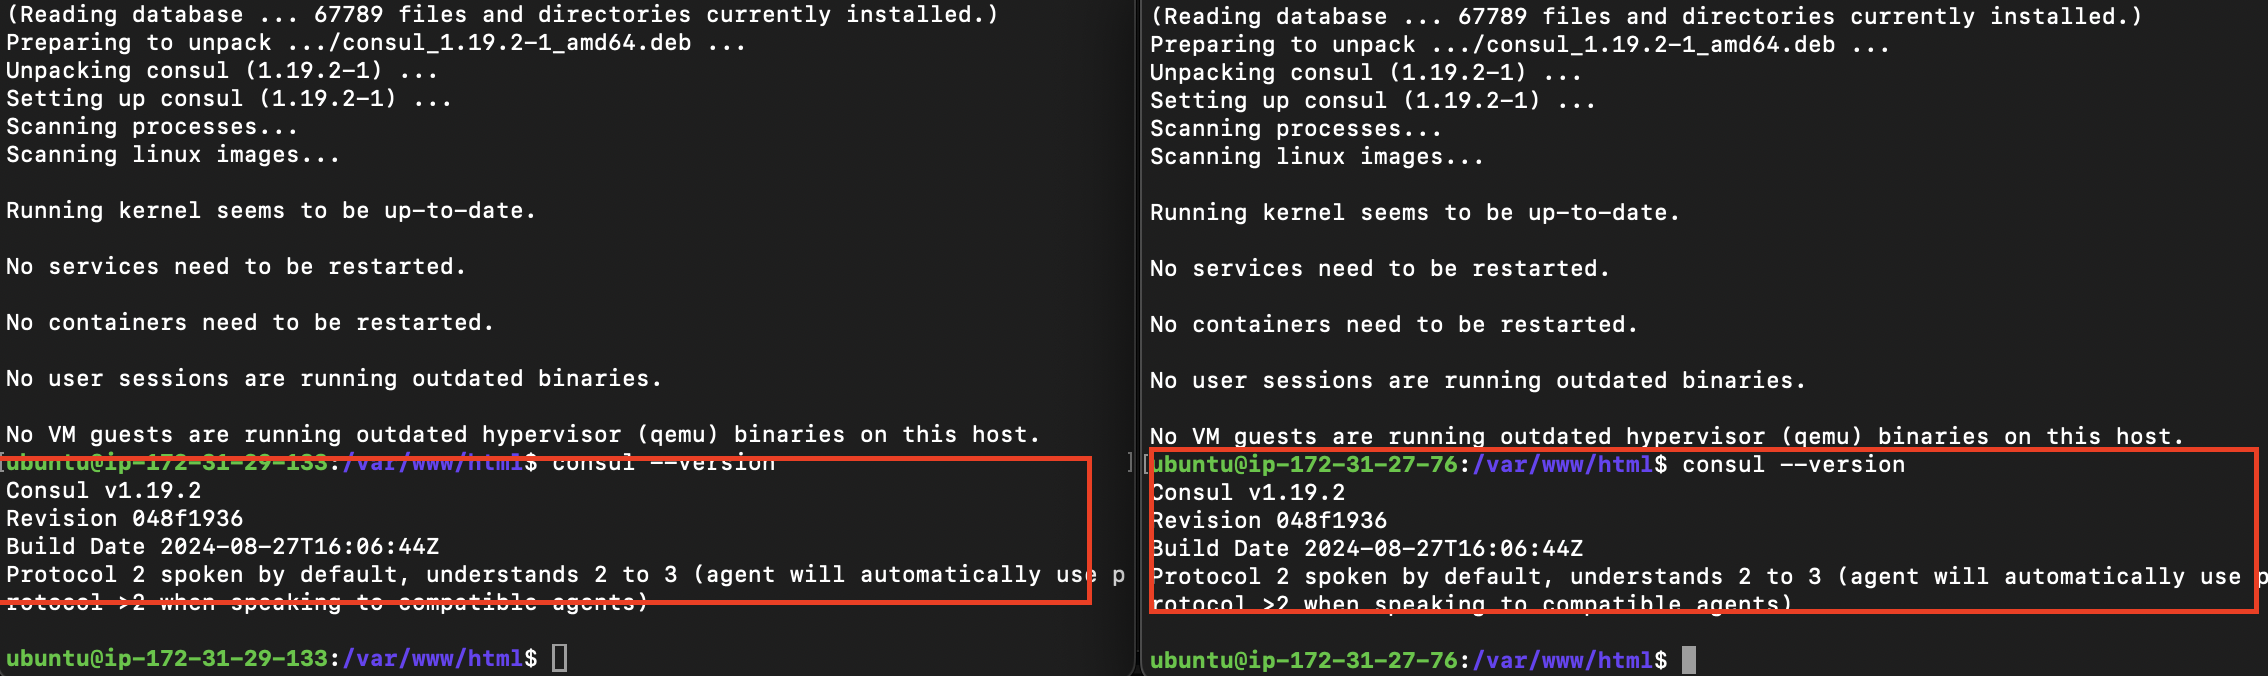 (Reading database ... 67789 files and directories currently installed.)
Preparing to unpack .../consul_1.19.2-1_amd64.deb ...
Unpacking consul (1.19.2-1) ...
Setting up consul (1.19.2-1) ...
Scanning processes...
Scanning linux images...
Running kernel seems to be up-to-date.
No services need to be restarted.
No containers need to be restarted.
No user sessions are running outdated binaries.
No VM guests are running outdated hypervisor (qemu) binaries on this host.
[ubuntu@ip-172-31-29-133:/var/www/html$ consul --version ]
Consul v1.19.2
Revision 048f1936
Build Date 2024-08-27T16:06:44Z
Protocol 2 spoken by default, understands 2 to 3 (agent will automatically use p
rotocol >2 when speaking to compatible agents)
ubuntu@ip-172-31-29-133:/var/www/html$
(Reading database ... 67789 files and directories currently installed.)
Preparing to unpack .../consul_1.19.2-1_amd64.deb ...
Unpacking consul (1.19.2-1) ...
Setting up consul (1.19.2-1) ...
Scanning processes...
Scanning linux images...
Running kernel seems to be up-to-date.
No services need to be restarted.
No containers need to be restarted.
No user sessions are running outdated binaries.
No VM guests are running outdated hypervisor (qemu) binaries on this host.
[ubuntu@ip-172-31-27-76:/var/www/html$ consul --version
Consul v1.19.2
Revision 048f1936
Build Date 2024-08-27T16:06:44Z
Protocol 2 spoken by default, understands 2 to 3 (agent will automatically use p
rotocol >2 when speaking to compatible agents)
ubuntu@ip-172-31-27-76:/var/www/html$